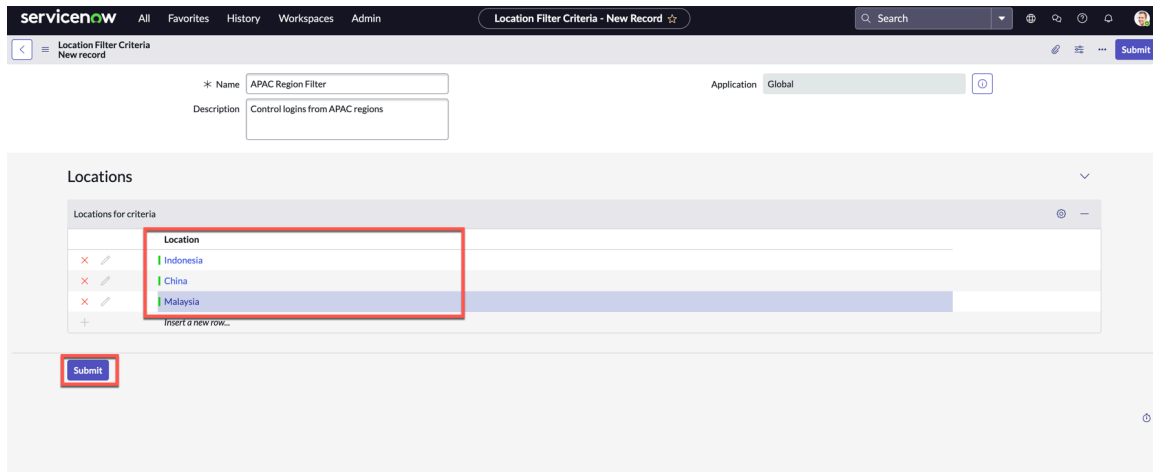 servicenow All Favorites History Workspaces Admin Location Filter Criteria - New Record Search
Location Filter Criteria
New record
Submit
Name APAC Region Filter Application Global
Description Control logins from APAC regions
Locations
Locations for criteria
Location
Indonesia
China
Malaysia
Insert a new row...
Submit